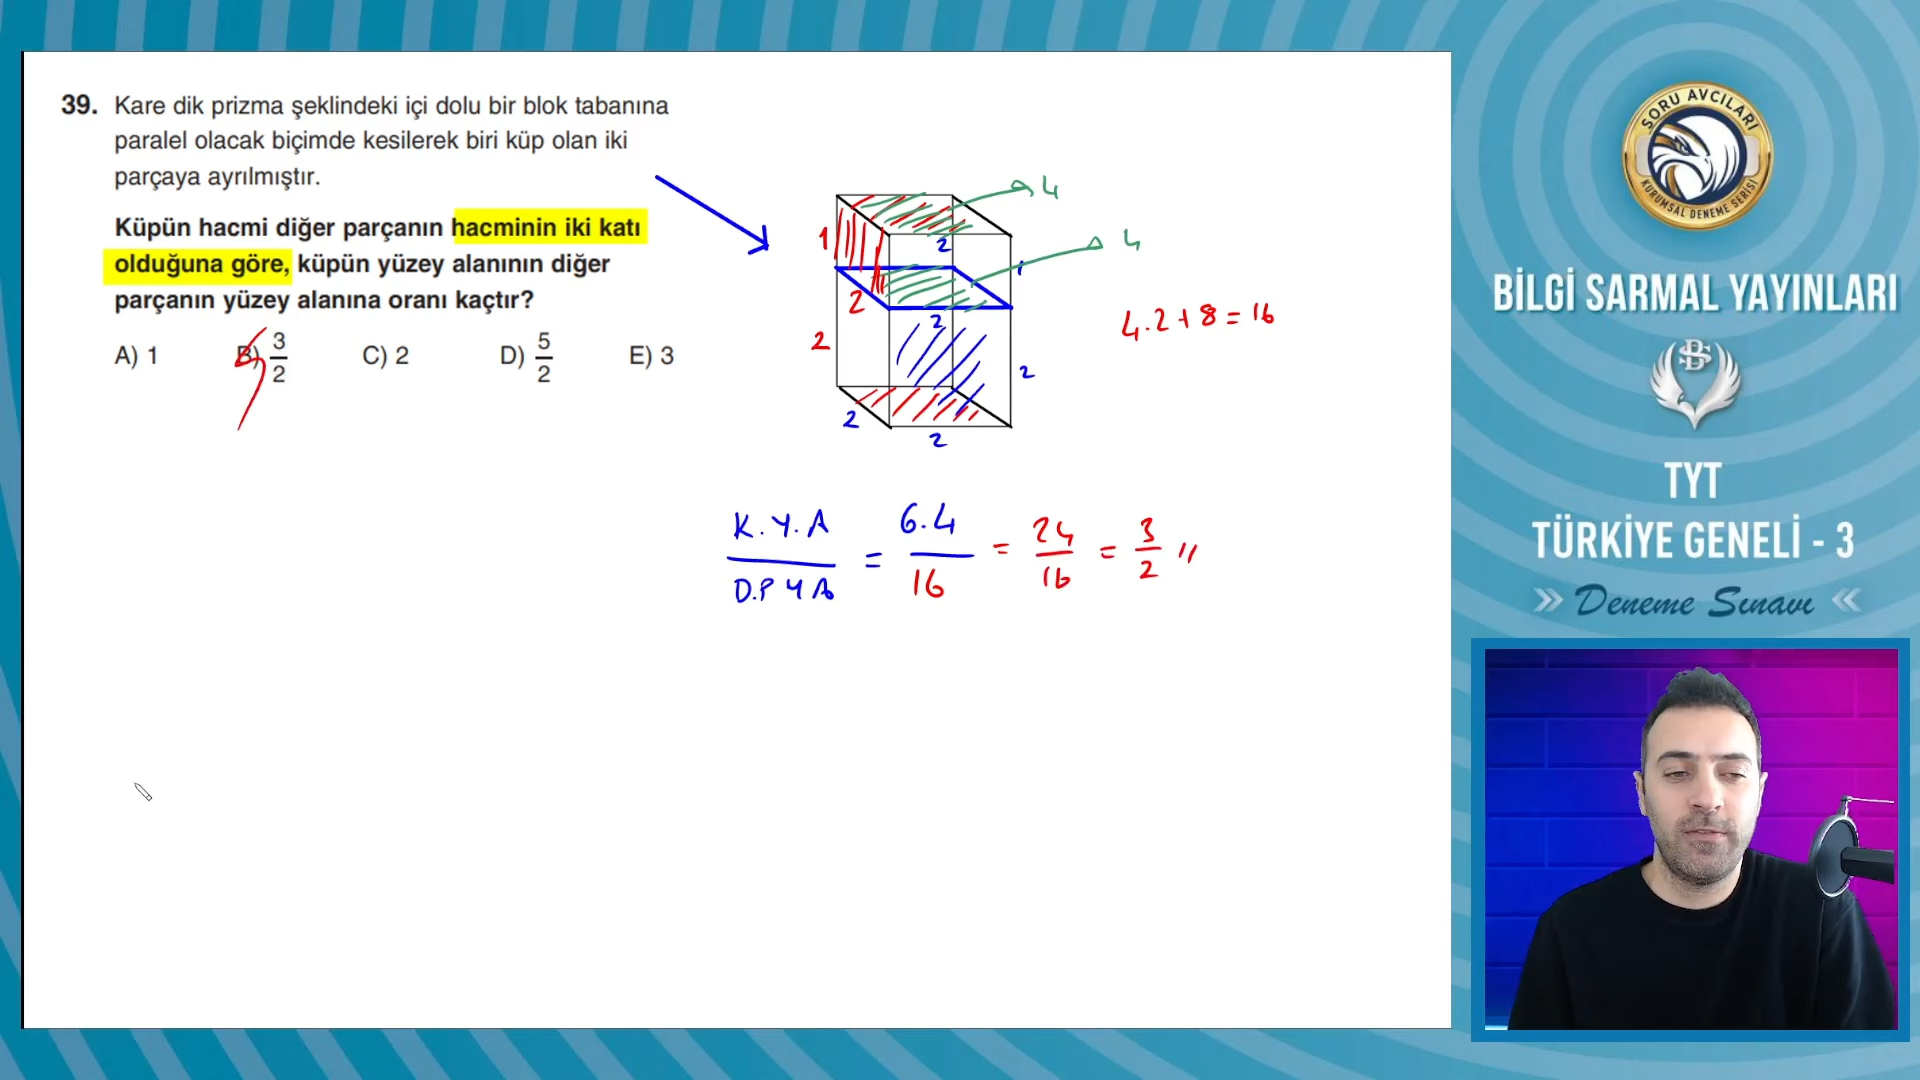 39. Kare dik prizma şeklindeki içi dolu bir blok tabanına
paralel olacak biçimde kesilerek biri küp olan iki
parçaya ayrılmıştır.
Küpün hacmi diğer parçanın hacminin iki katı
olduğuna göre, küpün yüzey alanının diğer
parçanın yüzey alanına oranı kaçtır?
A) 1 B) 3/2 C) 2 D) 5/2 E) 3
4
4
1
2
1
2
2
2
2
2
2
4.2+8=16
K.Y.A / D.P Y A = 6.4 / 16 = 24 / 16 = 3 / 2 //
SORU AVCILARI
KURUMSAL DENEME SERİSİ
BİLGİ SARMAL YAYINLARI
BS
TYT
TÜRKİYE GENELİ - 3
» Deneme Sınavı «